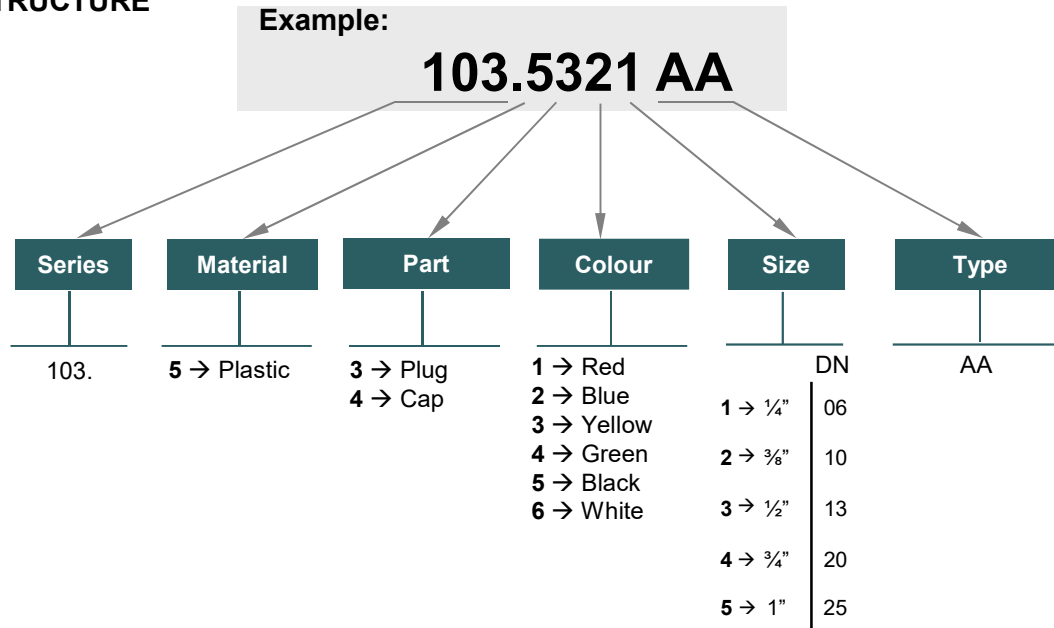 TRUCTURE
Example:
103.5321 AA
Series
Material
Part
Colour
Size
Type
103.
5 → Plastic
3 → Plug
4 → Cap
1 → Red
2 → Blue
3 → Yellow
4 → Green
5 → Black
6 → White
DN
1 → ¼” 06
2 → ⅜” 10
3 → ½” 13
4 → ¾” 20
5 → 1” 25
AA